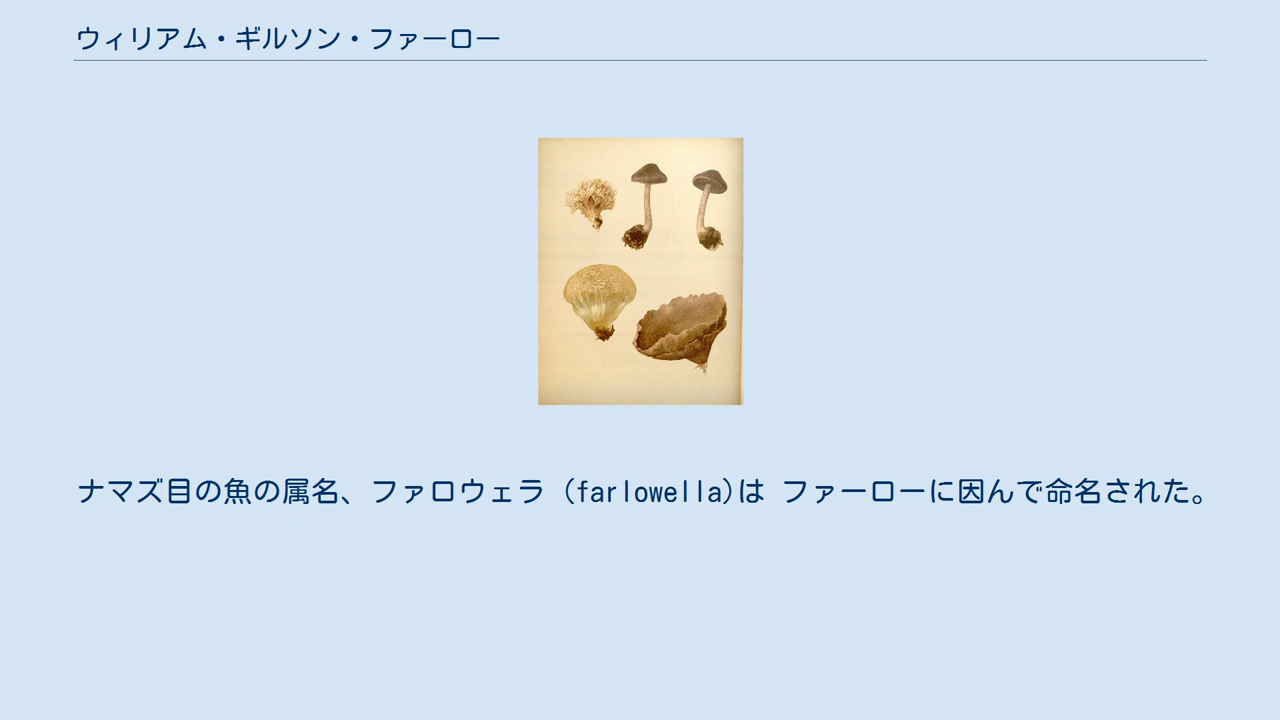 ウィリアム・ギルソン・ファーロー
ナマズ目の魚の属名、ファロウェラ (farlowella)は ファーローに因んで命名された。